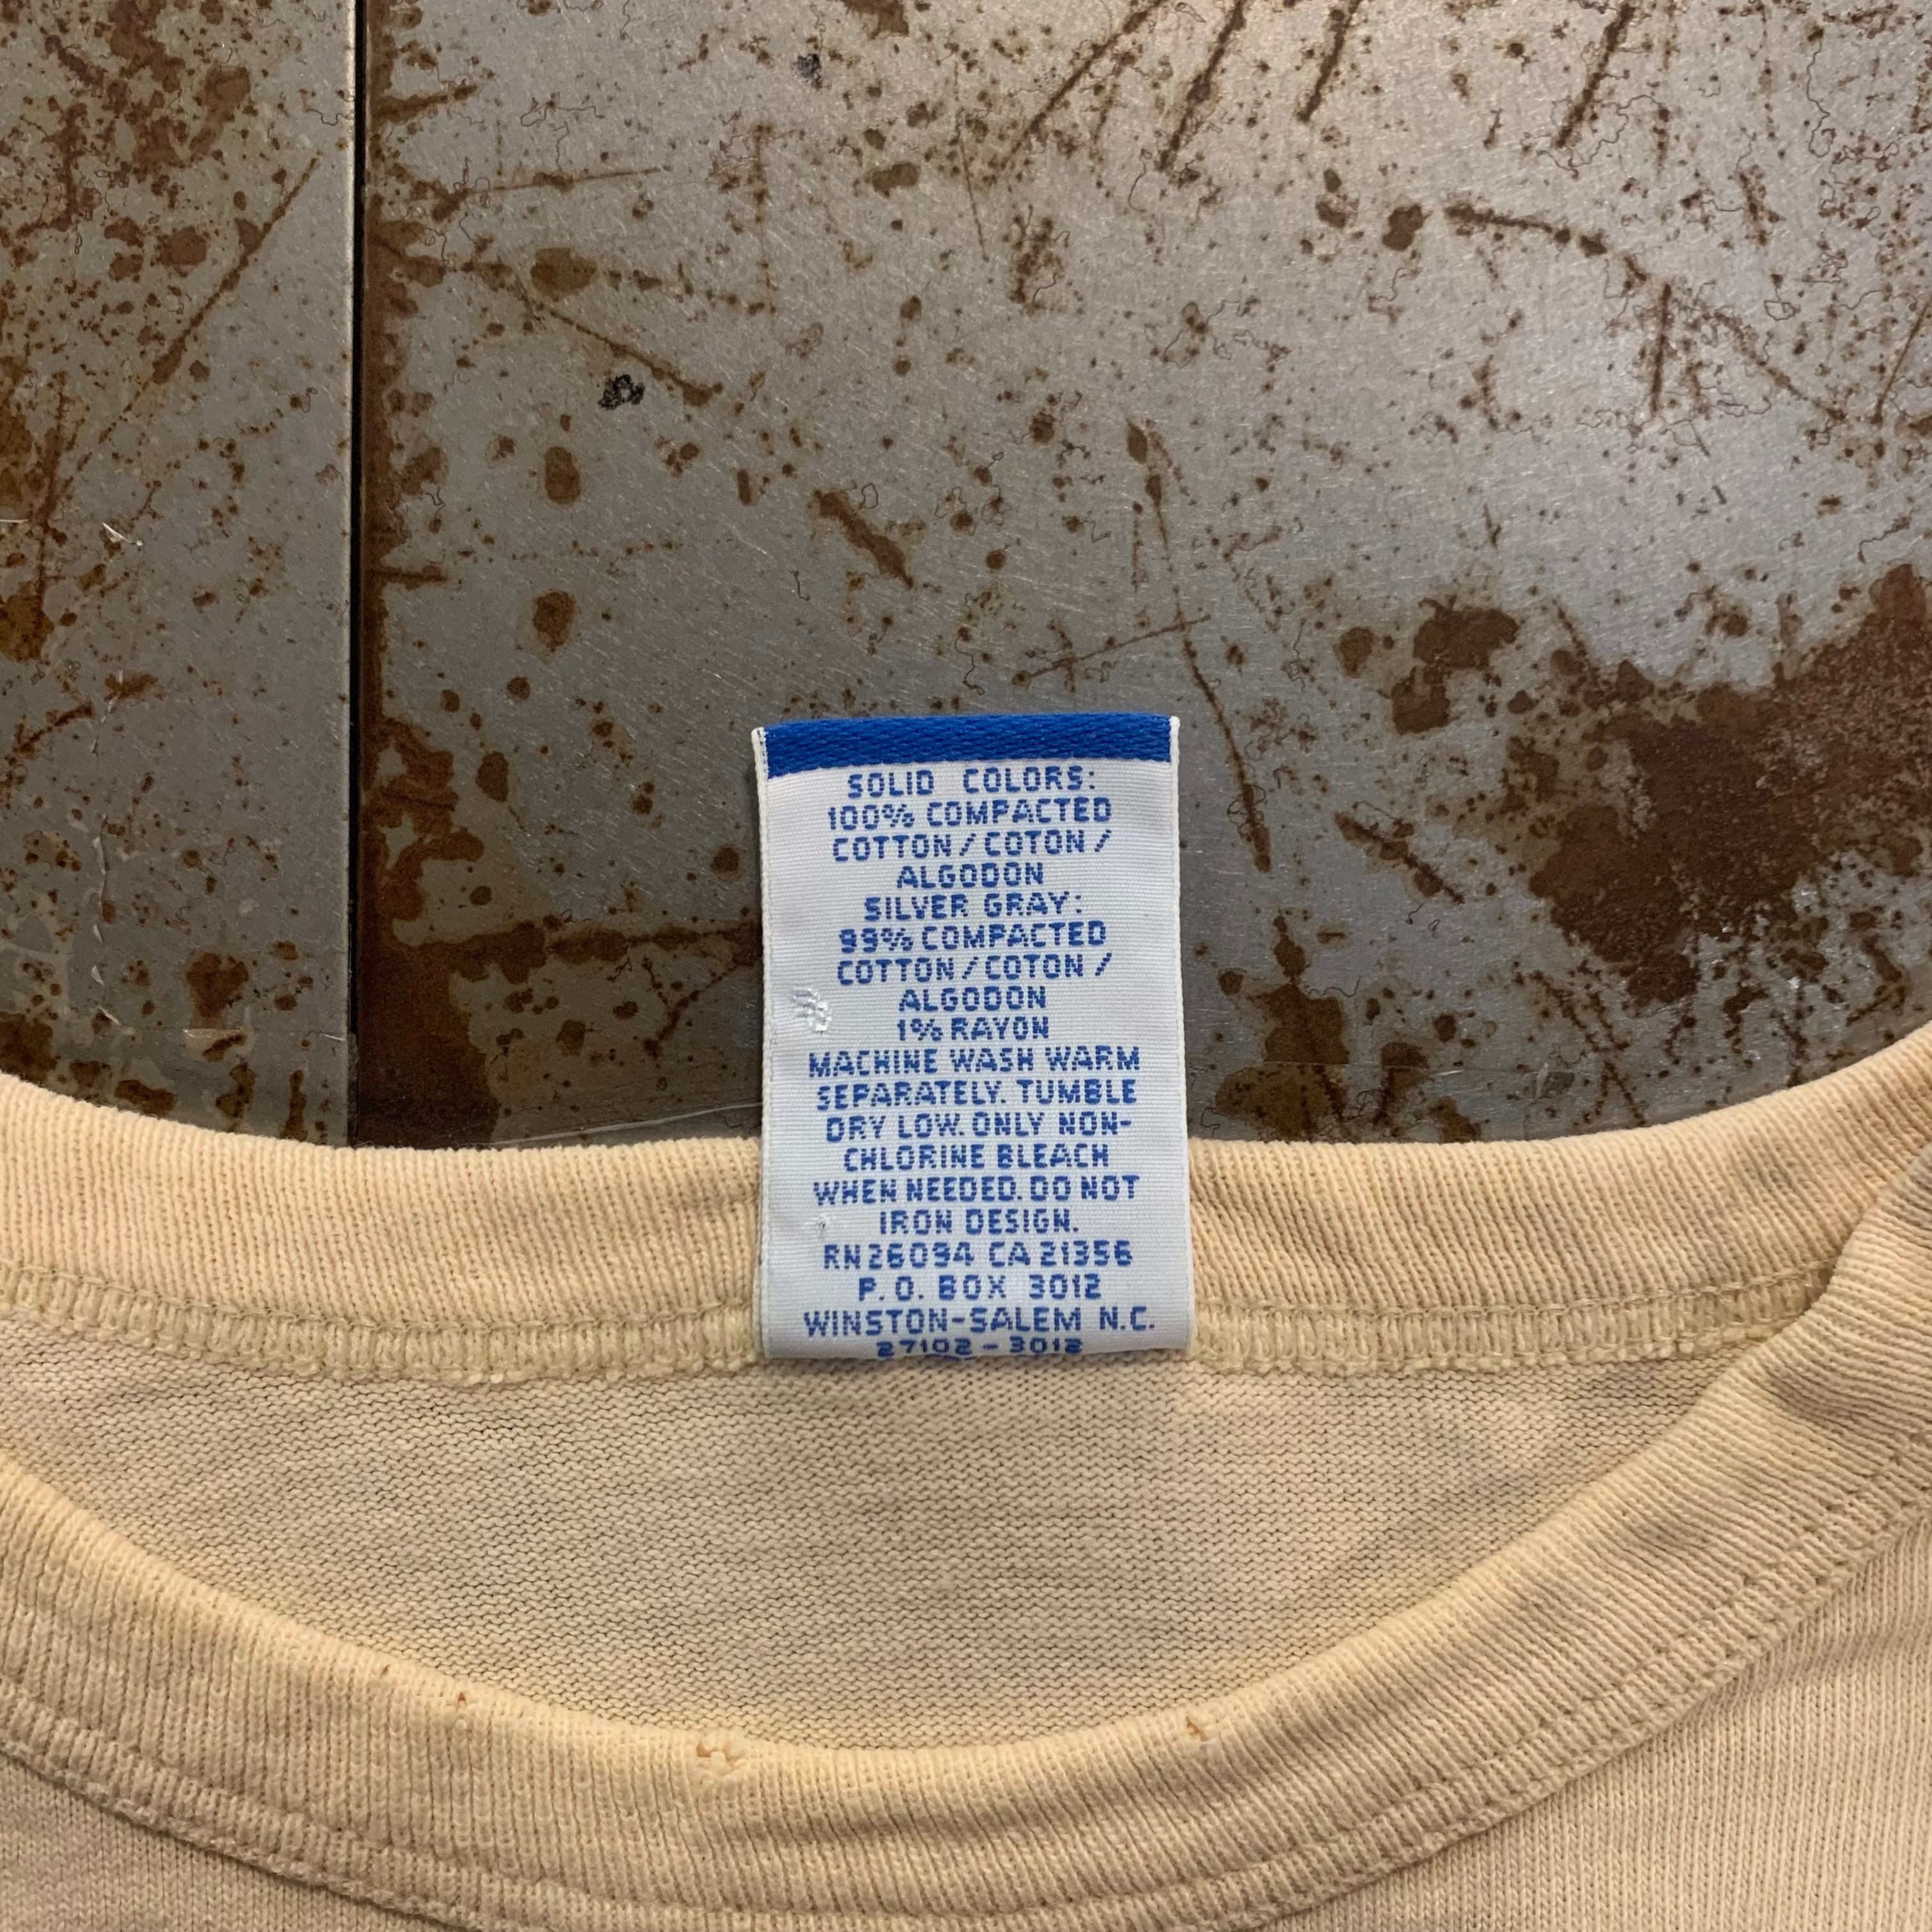 SOLID COLORS:
100% COMPACTED
COTTON / COTON /
ALGODON
SILVER GRAY:
99% COMPACTED
COTTON / COTON /
ALGODON
1% RAYON
MACHINE WASH WARM
SEPARATELY. TUMBLE
DRY LOW. ONLY NON-
CHLORINE BLEACH
WHEN NEEDED. DO NOT
IRON DESIGN.
RN26094 CA 21356
P.O. BOX 3012
WINSTON-SALEM N.C.
27102 - 3012